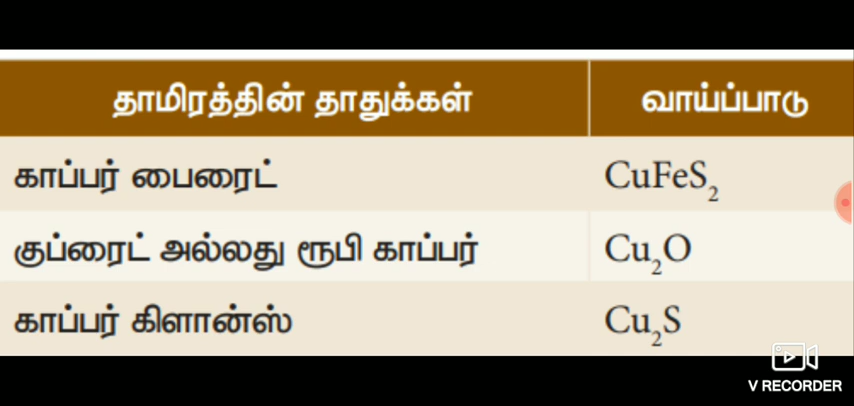 தாமிரத்தின் தாதுக்கள் வாய்ப்பாடு
காப்பர் பைரைட் CuFeS₂
குப்ரைட் அல்லது ரூபி காப்பர் Cu₂O
காப்பர் கிளான்ஸ் Cu₂S
V RECORDER